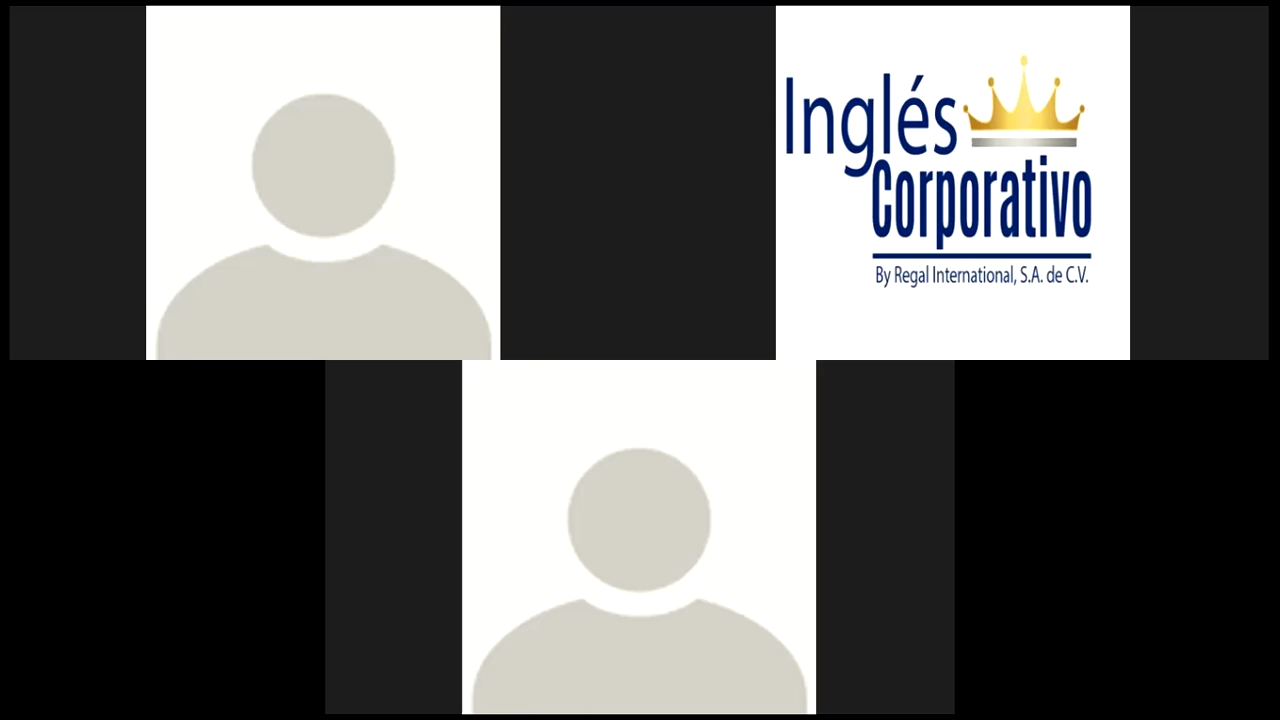 Inglés
Corporativo
By Regal International, S.A. de C.V.